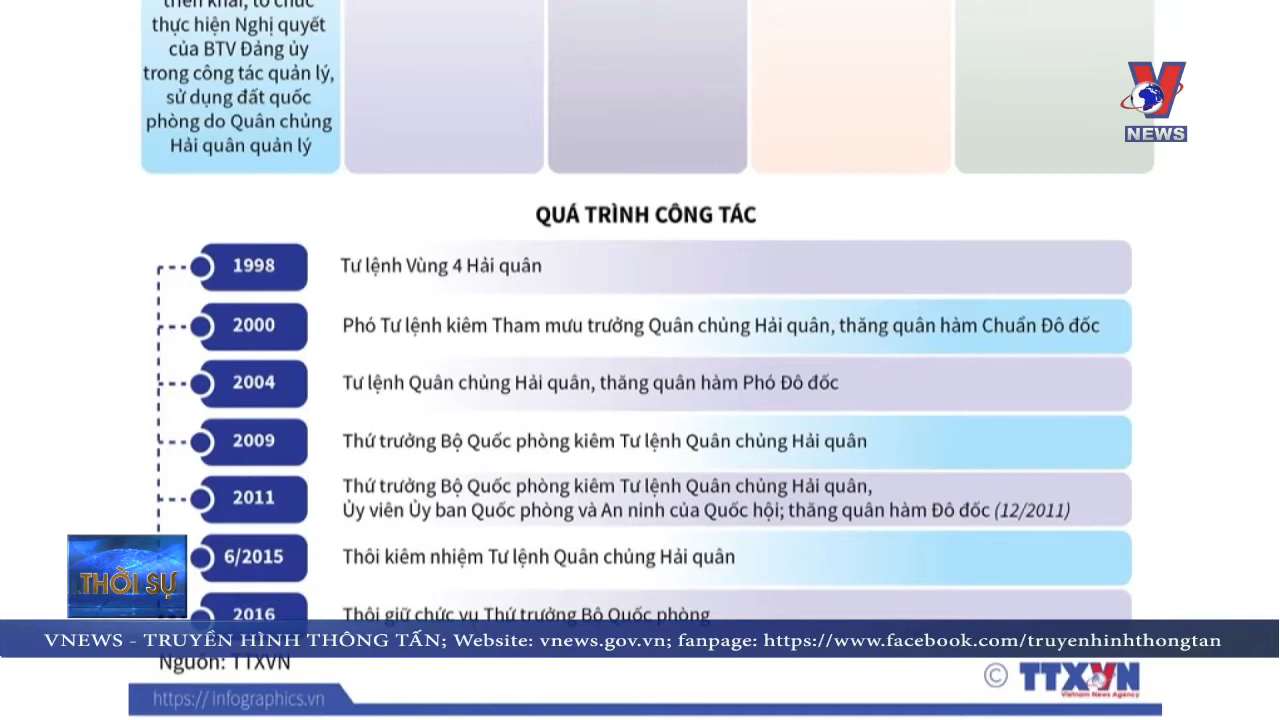 triển khai, tổ chức
thực hiện Nghị quyết
của BTV Đảng ủy
trong công tác quản lý,
sử dụng đất quốc
phòng do Quân chủng
Hải quân quản lý
V
NEWS
QUÁ TRÌNH CÔNG TÁC
1998 Tư lệnh Vùng 4 Hải quân
2000 Phó Tư lệnh kiêm Tham mưu trưởng Quân chủng Hải quân, thăng quân hàm Chuẩn Đô đốc
2004 Tư lệnh Quân chủng Hải quân, thăng quân hàm Phó Đô đốc
2009 Thứ trưởng Bộ Quốc phòng kiêm Tư lệnh Quân chủng Hải quân
2011 Thứ trưởng Bộ Quốc phòng kiêm Tư lệnh Quân chủng Hải quân,
Ủy viên Ủy ban Quốc phòng và An ninh của Quốc hội; thăng quân hàm Đô đốc (12/2011)
6/2015 Thôi kiêm nhiệm Tư lệnh Quân chủng Hải quân
THỜI SỰ
2016 Thôi giữ chức vụ Thứ trưởng Bộ Quốc phòng
VNEWS - TRUYỀN HÌNH THÔNG TẤN; Website: vnews.gov.vn; fanpage: https://www.facebook.com/truyenhinhthongtan
Nguồn: TTXVN
© TTXVN
Vietnam News Agency
https://infographics.vn